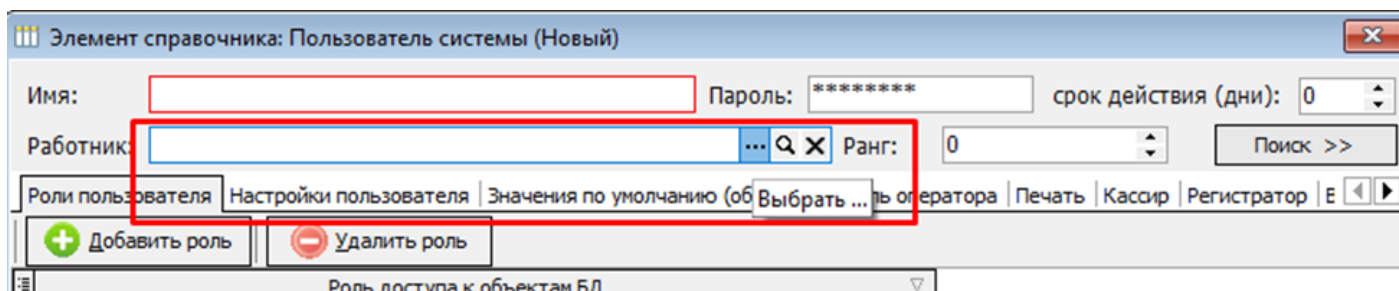 Элемент справочника: Пользователь системы (Новый)
Имя: Пароль: ******** срок действия (дни): 0
Работник: ... Ранг: 0 Поиск >>
Роли пользователя Настройки пользователя Значения по умолчанию (об Выбрать ... ль оператора Печать Кассир Регистратор
Добавить роль Удалить роль
Роль доступа к объектам БД